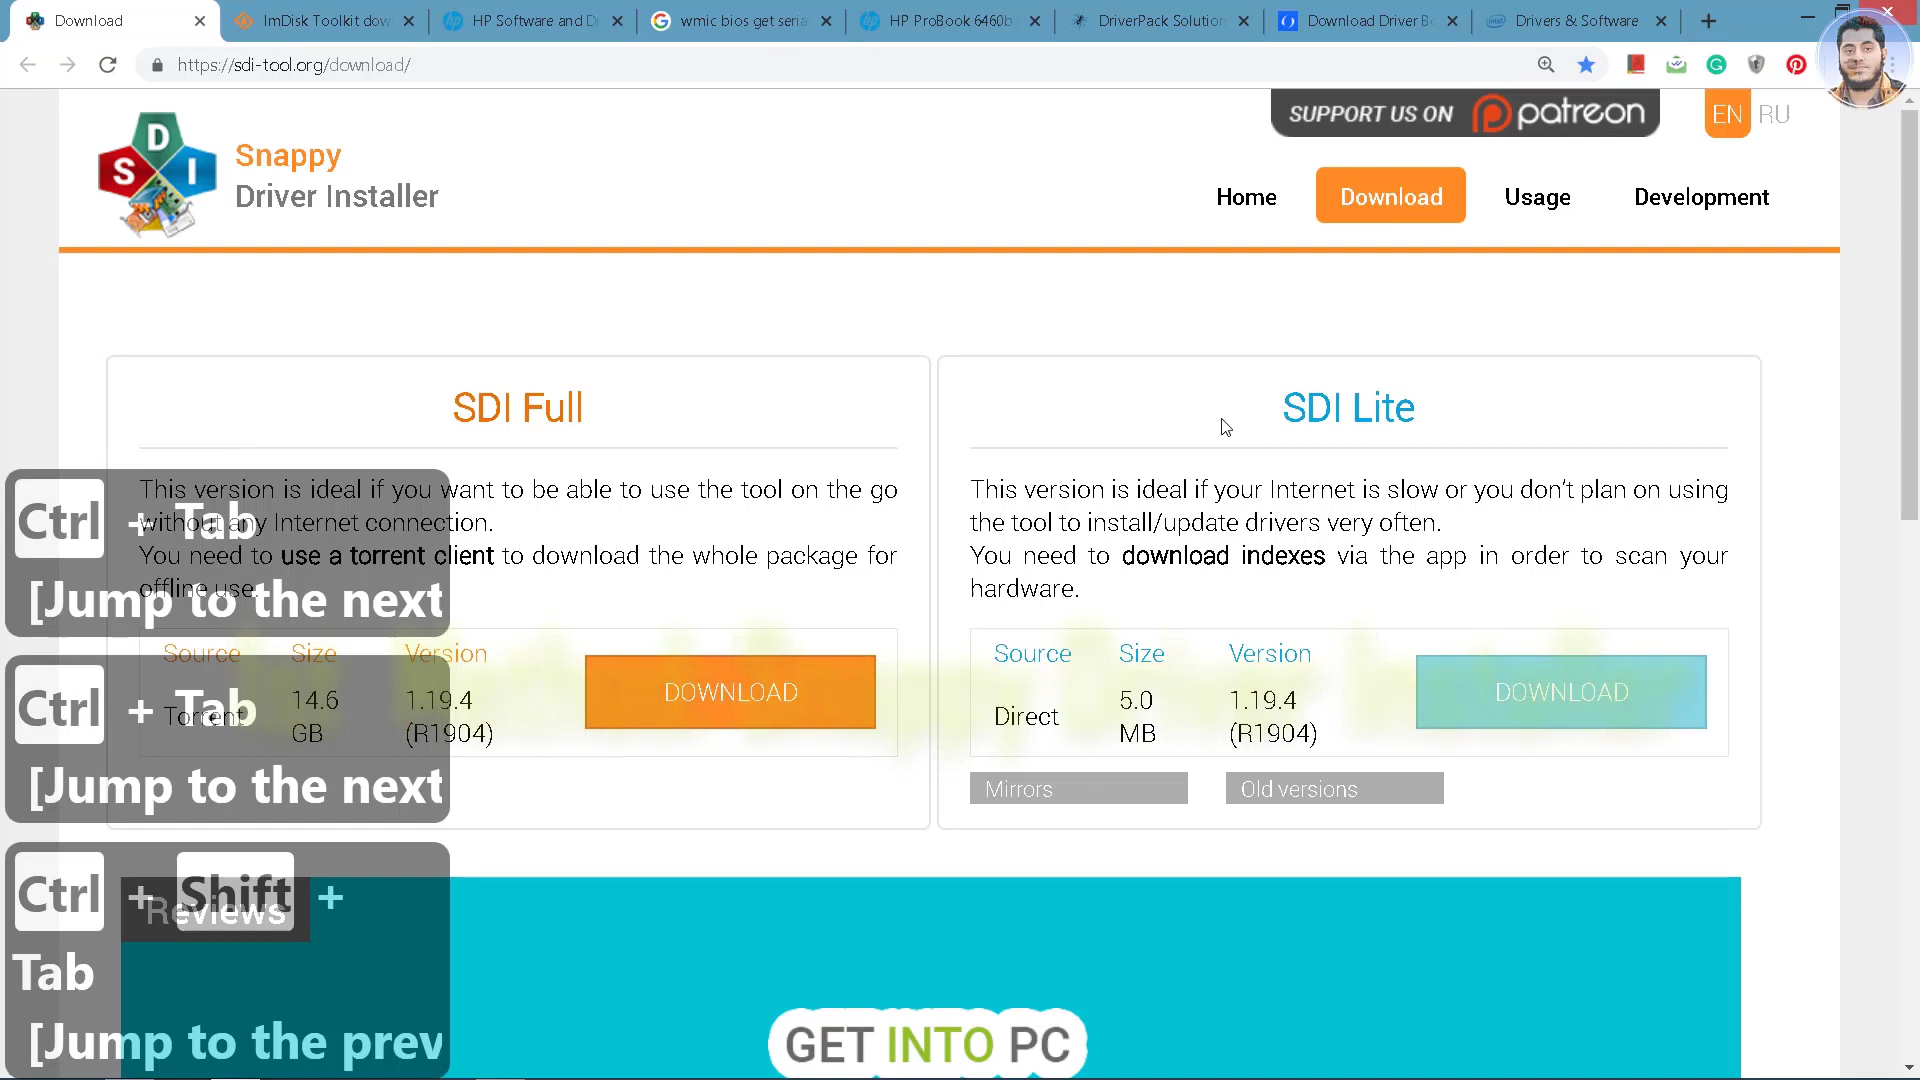 Download
ImDisk Toolkit dow
HP Software and Dr
wmic bios get seria
HP ProBook 6460b
DriverPack Solution
Download Driver Bo
Drivers & Software
https://sdi-tool.org/download/
SUPPORT US ON patreon
EN RU
D
S I
Snappy
Driver Installer
Home
Download
Usage
Development
SDI Full
This version is ideal if you want to be able to use the tool on the go
without any Internet connection.
You need to use a torrent client to download the whole package for
offline use.
Source Size Version
Torrent
14.6
GB
1.19.4
(R1904)
DOWNLOAD
SDI Lite
This version is ideal if your Internet is slow or you don't plan on using
the tool to install/update drivers very often.
You need to download indexes via the app in order to scan your
hardware.
Source Size Version
Direct
5.0
MB
1.19.4
(R1904)
DOWNLOAD
Mirrors
Old versions
Reviews
Ctrl + Tab
[Jump to the next
Ctrl + Tab
[Jump to the next
Ctrl + Shift +
Tab
[Jump to the prev
GET INTO PC